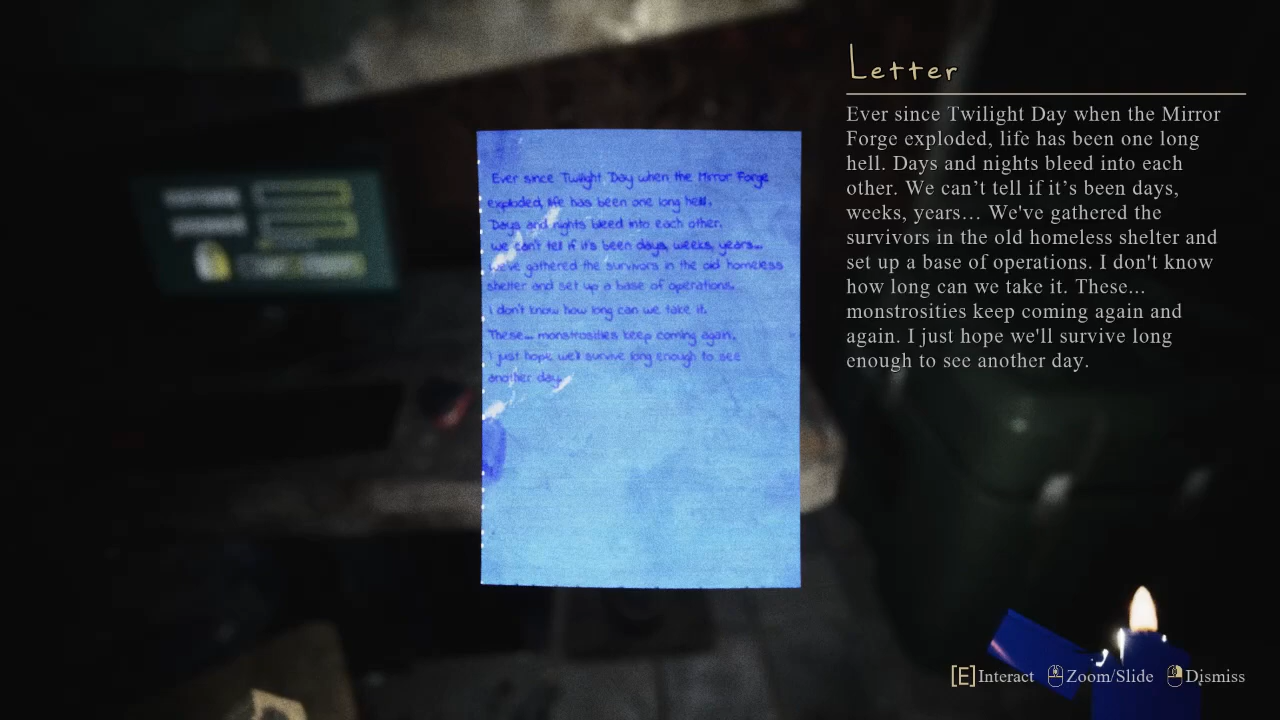 Letter
Ever since Twilight Day when the Mirror
Forge exploded, life has been one long
hell. Days and nights bleed into each
other. We can’t tell if it’s been days,
weeks, years… We've gathered the
survivors in the old homeless shelter and
set up a base of operations. I don't know
how long can we take it. These...
monstrosities keep coming again and
again. I just hope we'll survive long
enough to see another day.
Ever since Twilight Day when the Mirror Forge
exploded, life has been one long hell.
Days and nights bleed into each other.
We can't tell if it's been days, weeks, years...
We've gathered the survivors in the old homeless
shelter and set up a base of operations.
I don't know how long can we take it.
These... monstrosities keep coming again.
I just hope we'll survive long enough to see
another day.
[E]Interact Zoom/Slide Dismiss